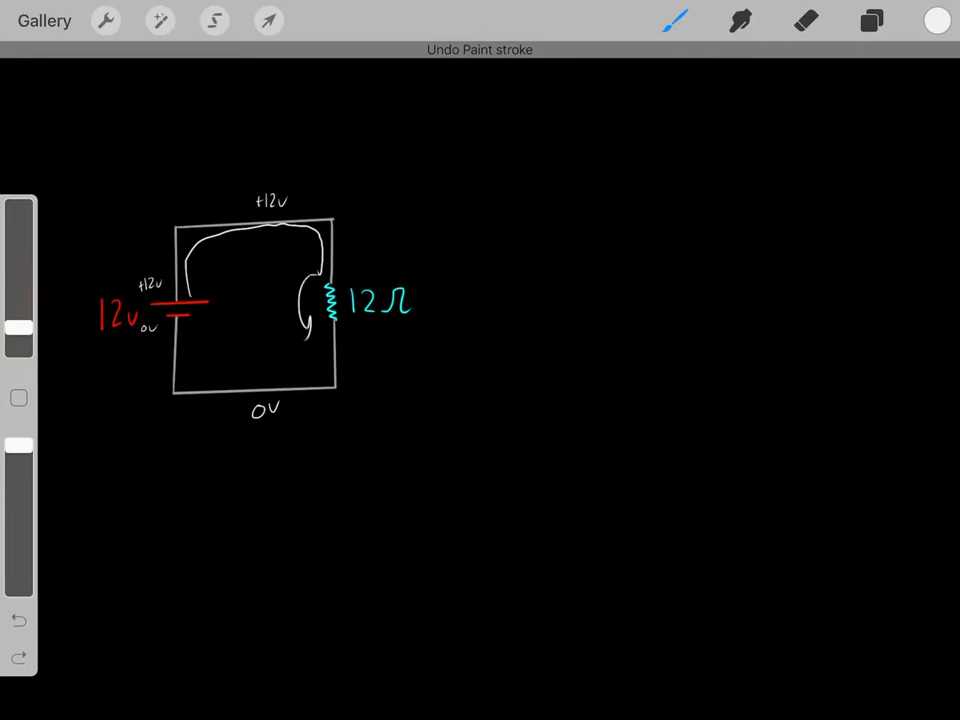 Gallery
Undo Paint stroke
+12v
+12v
12v
0v
12Ω
0v